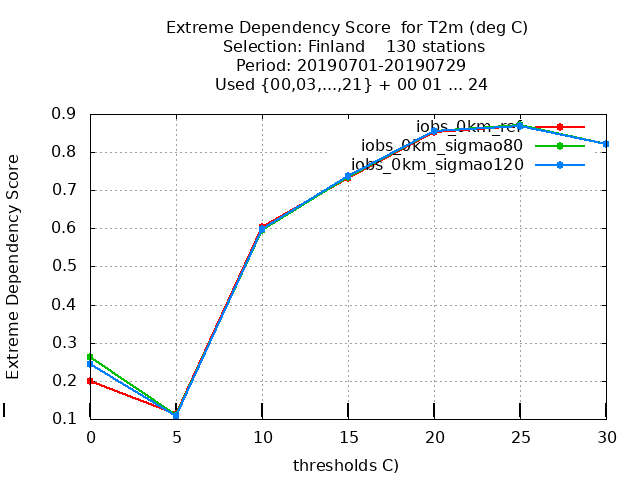 Extreme Dependency Score  for T2m (deg C)
Selection: Finland    130 stations
Period: 20190701-20190729
Used {00,03,...,21} + 00 01 ... 24
iobs_0km_ref
iobs_0km_sigmao80
iobs_0km_sigmao120
Extreme Dependency Score
0.9
0.8
0.7
0.6
0.5
0.4
0.3
0.2
0.1
0 5 10 15 20 25 30
thresholds C)